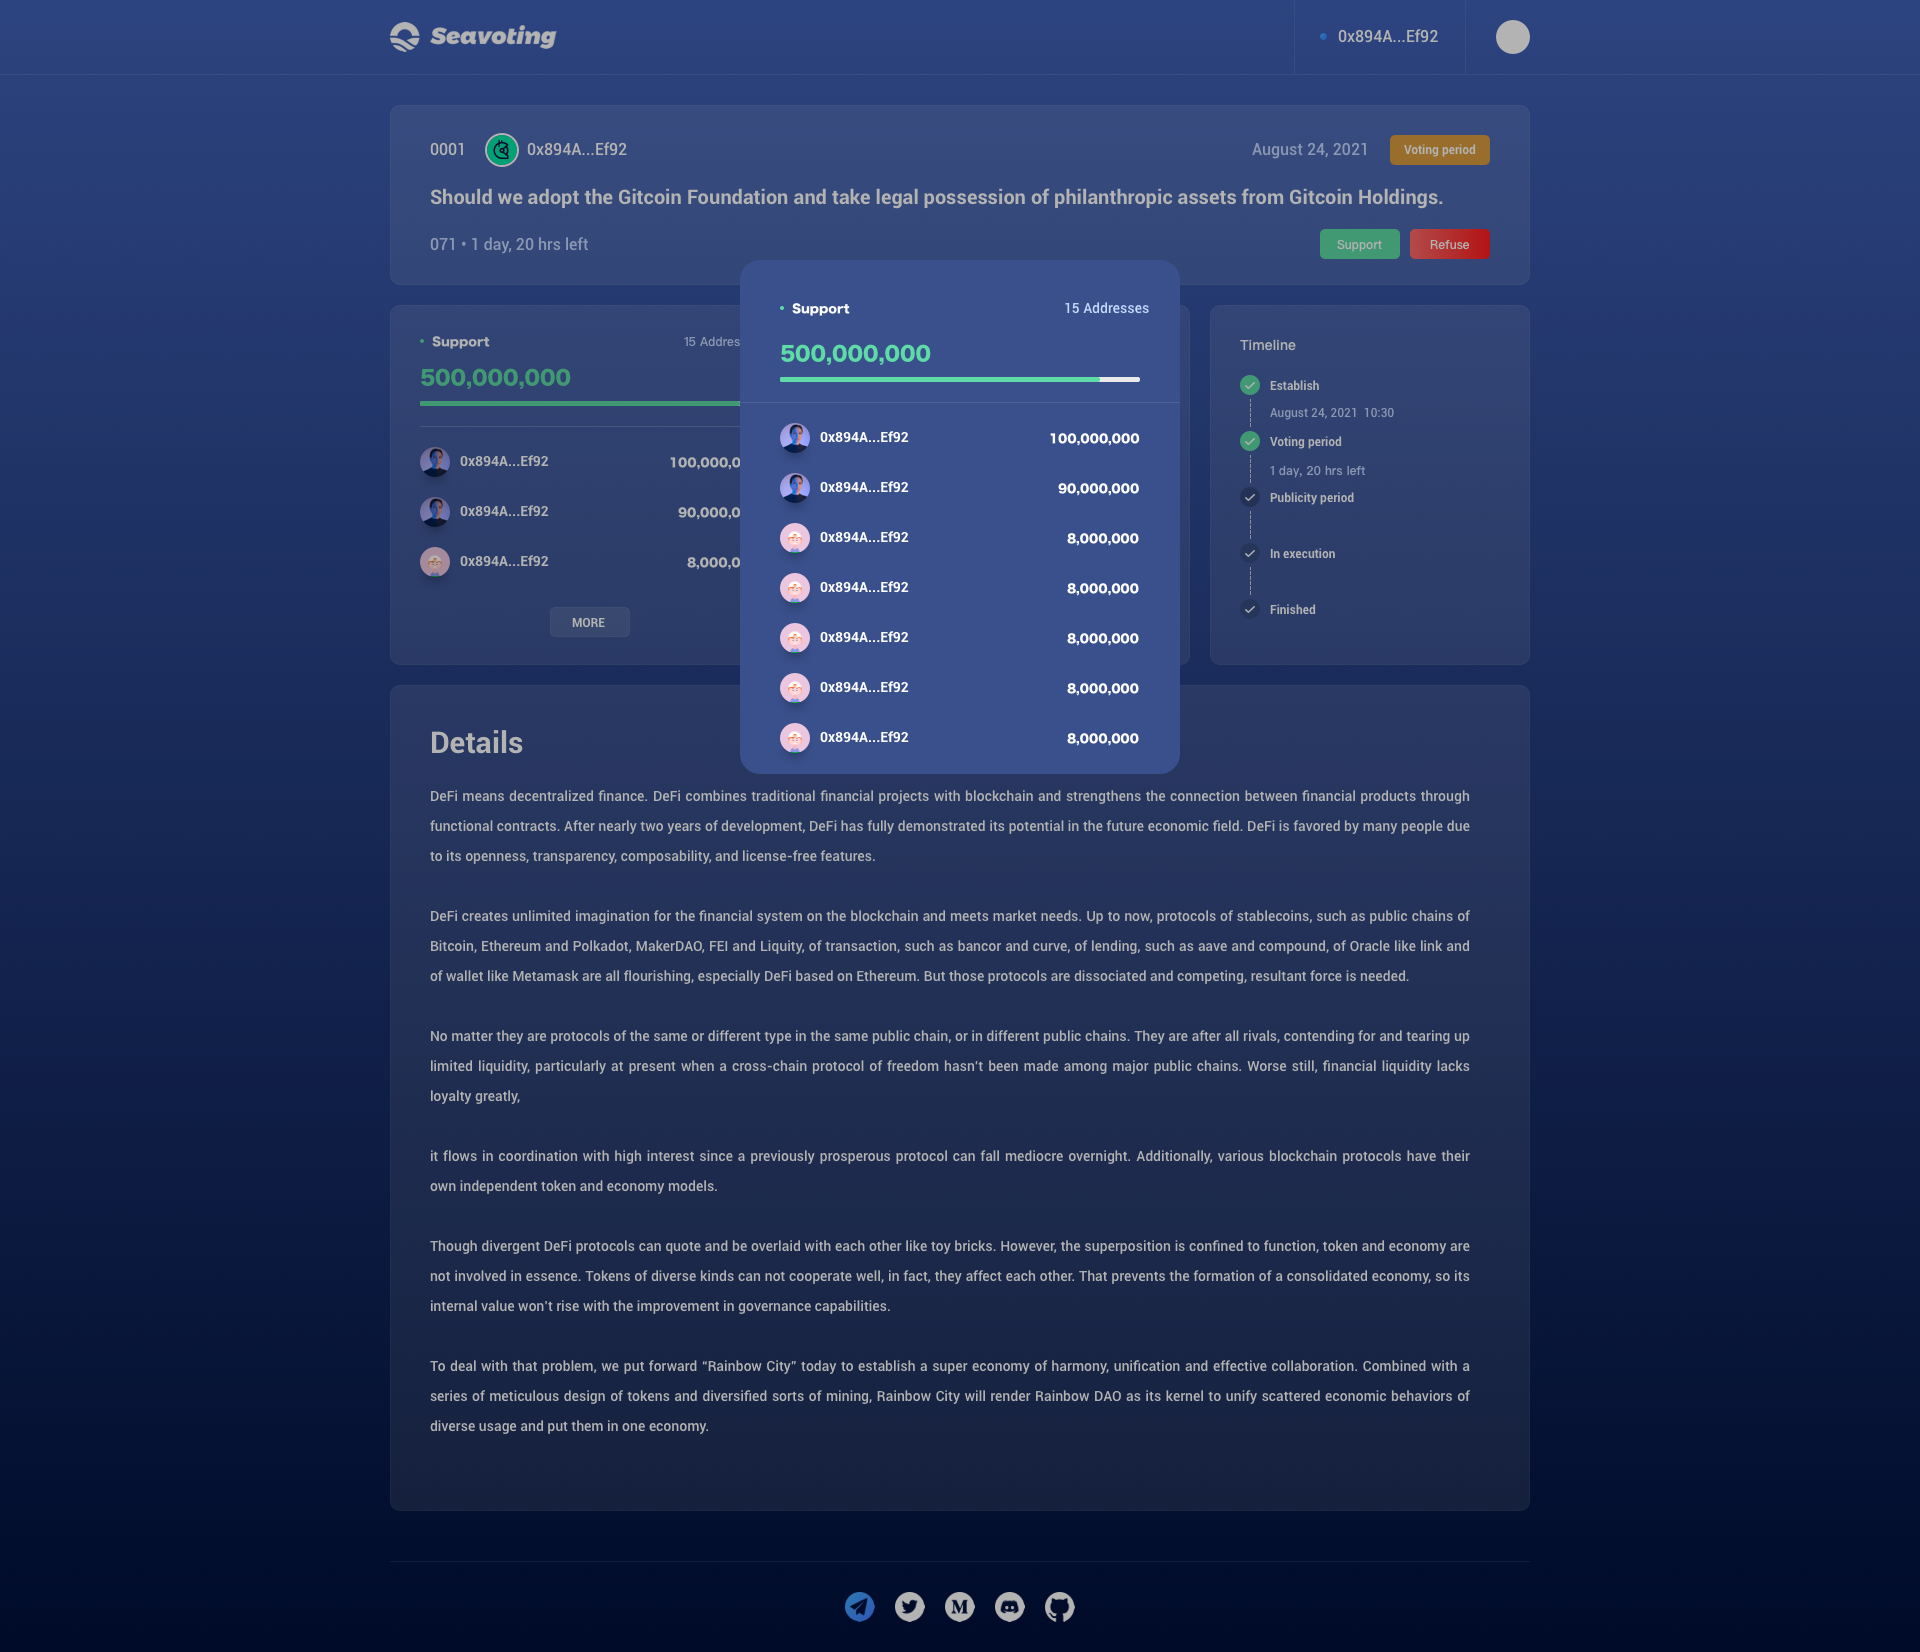 Seavoting
0x894A...Ef92
0001
0x894A...Ef92
August 24, 2021
Voting period
Should we adopt the Gitcoin Foundation and take legal possession of philanthropic assets from Gitcoin Holdings.
071 • 1 day, 20 hrs left
Support
Refuse
Support
15 Addres
500,000,000
0x894A...Ef92
100,000,0
0x894A...Ef92
90,000,0
0x894A...Ef92
8,000,0
MORE
Support
15 Addresses
500,000,000
0x894A...Ef92
100,000,000
0x894A...Ef92
90,000,000
0x894A...Ef92
8,000,000
0x894A...Ef92
8,000,000
0x894A...Ef92
8,000,000
0x894A...Ef92
8,000,000
0x894A...Ef92
8,000,000
Timeline
Establish
August 24, 2021 10:30
Voting period
1 day, 20 hrs left
Publicity period
In execution
Finished
Details
DeFi means decentralized finance. DeFi combines traditional financial projects with blockchain and strengthens the connection between financial products through
functional contracts. After nearly two years of development, DeFi has fully demonstrated its potential in the future economic field. DeFi is favored by many people due
to its openness, transparency, composability, and license-free features.
DeFi creates unlimited imagination for the financial system on the blockchain and meets market needs. Up to now, protocols of stablecoins, such as public chains of
Bitcoin, Ethereum and Polkadot, MakerDAO, FEI and Liquity, of transaction, such as bancor and curve, of lending, such as aave and compound, of Oracle like link and
of wallet like Metamask are all flourishing, especially DeFi based on Ethereum. But those protocols are dissociated and competing, resultant force is needed.
No matter they are protocols of the same or different type in the same public chain, or in different public chains. They are after all rivals, contending for and tearing up
limited liquidity, particularly at present when a cross-chain protocol of freedom hasn't been made among major public chains. Worse still, financial liquidity lacks
loyalty greatly,
it flows in coordination with high interest since a previously prosperous protocol can fall mediocre overnight. Additionally, various blockchain protocols have their
own independent token and economy models.
Though divergent DeFi protocols can quote and be overlaid with each other like toy bricks. However, the superposition is confined to function, token and economy are
not involved in essence. Tokens of diverse kinds can not cooperate well, in fact, they affect each other. That prevents the formation of a consolidated economy, so its
internal value won't rise with the improvement in governance capabilities.
To deal with that problem, we put forward “Rainbow City” today to establish a super economy of harmony, unification and effective collaboration. Combined with a
series of meticulous design of tokens and diversified sorts of mining, Rainbow City will render Rainbow DAO as its kernel to unify scattered economic behaviors of
diverse usage and put them in one economy.